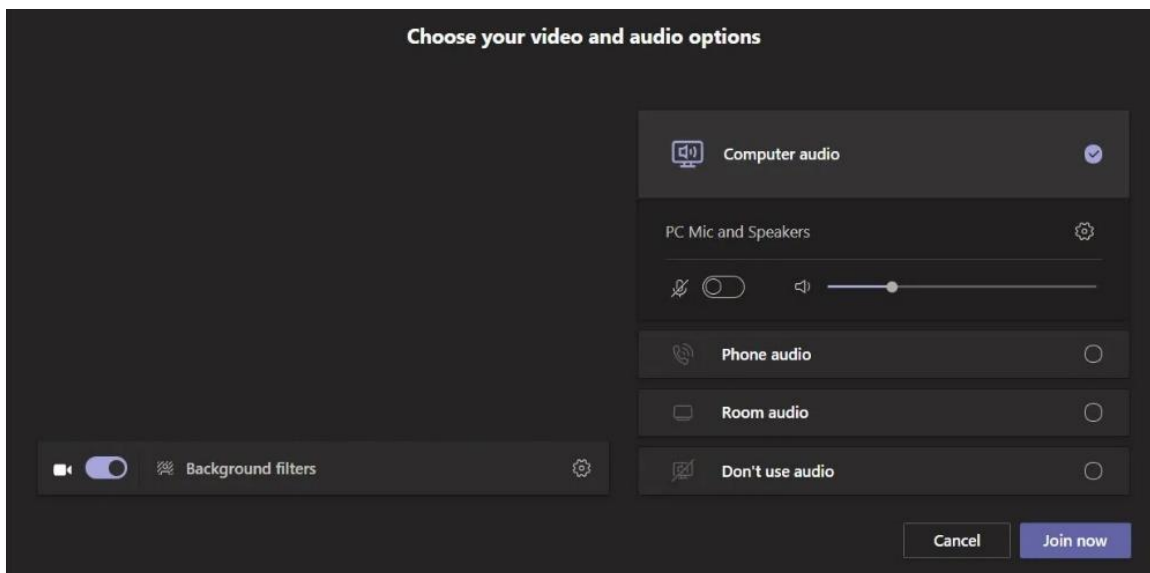 Choose your video and audio options
Computer audio
PC Mic and Speakers
Phone audio
Room audio
Background filters
Don't use audio
Cancel
Join now